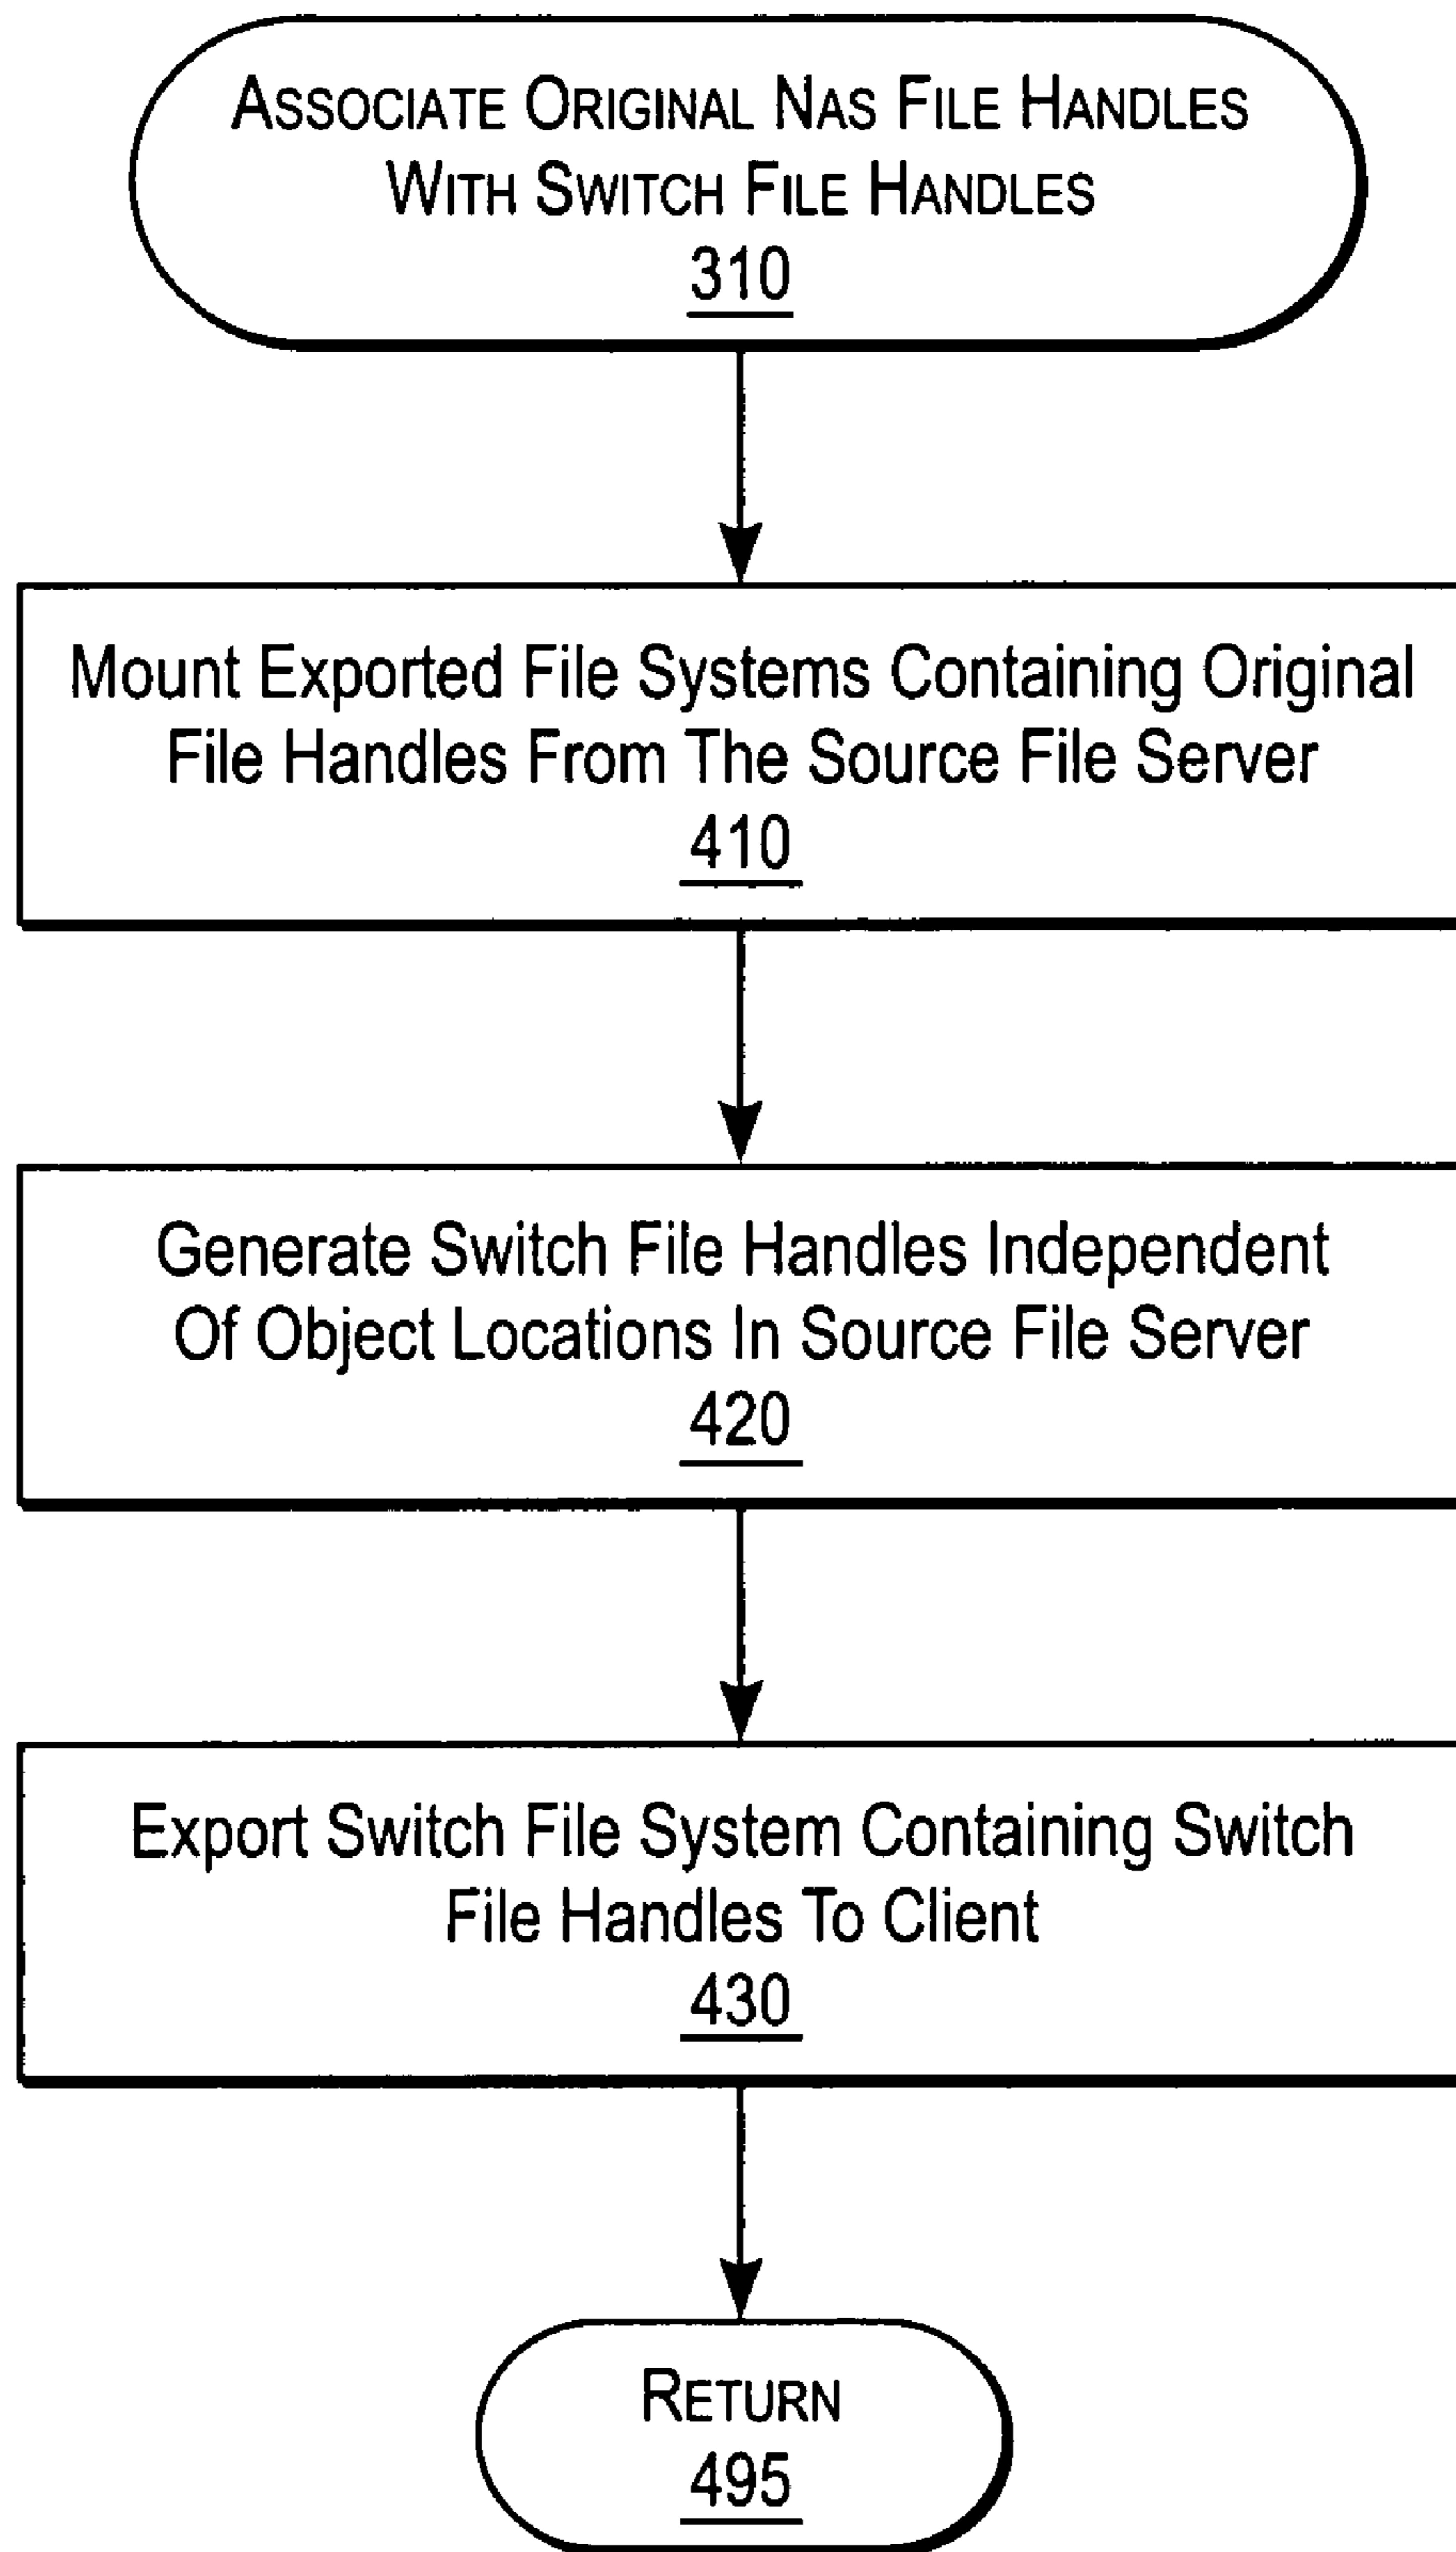 ASSOCIATE ORIGINAL NAS FILE HANDLES
WITH SWITCH FILE HANDLES
310
Mount Exported File Systems Containing Original
File Handles From The Source File Server
410
Generate Switch File Handles Independent
Of Object Locations In Source File Server
420
Export Switch File System Containing Switch
File Handles To Client
430
RETURN
495